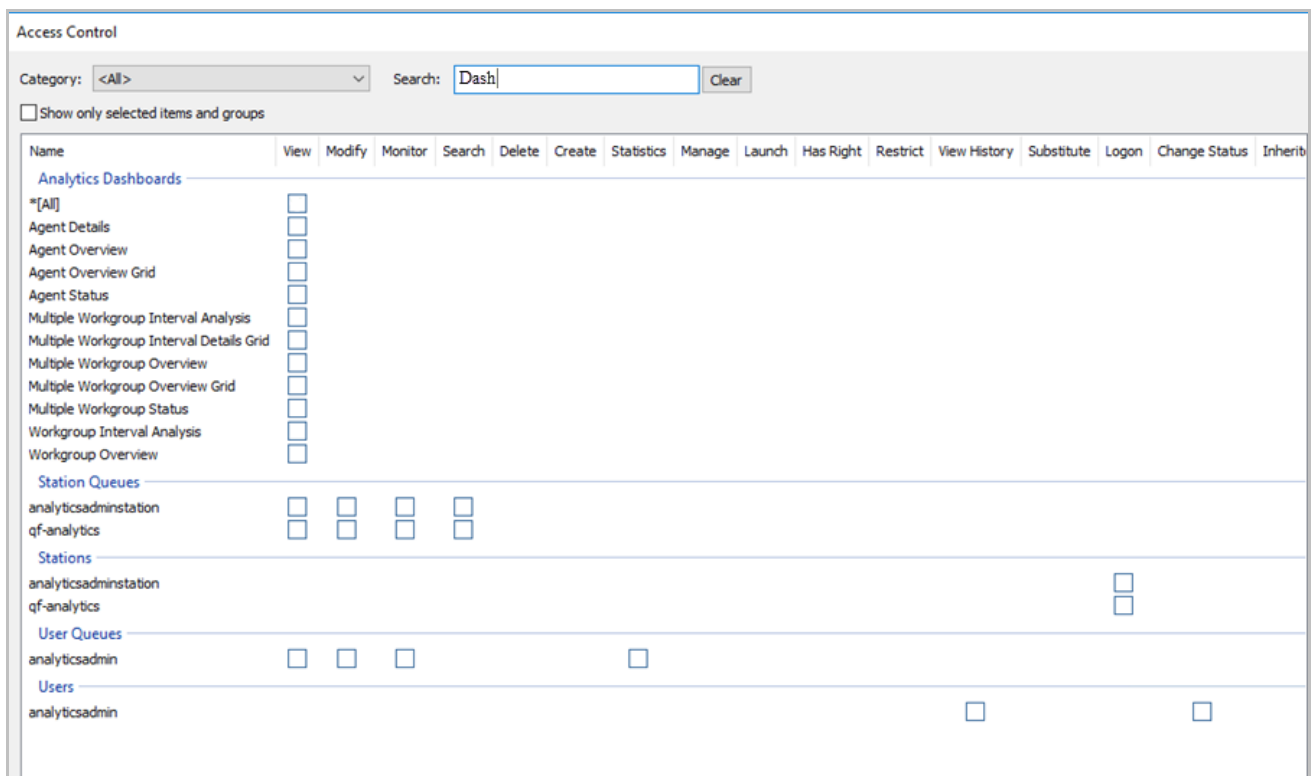 Access Control
Category: <All> Search: Dash Clear
Show only selected items and groups
Name View Modify Monitor Search Delete Create Statistics Manage Launch Has Right Restrict View History Substitute Logon Change Status Inherit
Analytics Dashboards
*[All]
Agent Details
Agent Overview
Agent Overview Grid
Agent Status
Multiple Workgroup Interval Analysis
Multiple Workgroup Interval Details Grid
Multiple Workgroup Overview
Multiple Workgroup Overview Grid
Multiple Workgroup Status
Workgroup Interval Analysis
Workgroup Overview
Station Queues
analyticsadminstation
qf-analytics
Stations
analyticsadminstation
qf-analytics
User Queues
analyticsadmin
Users
analyticsadmin